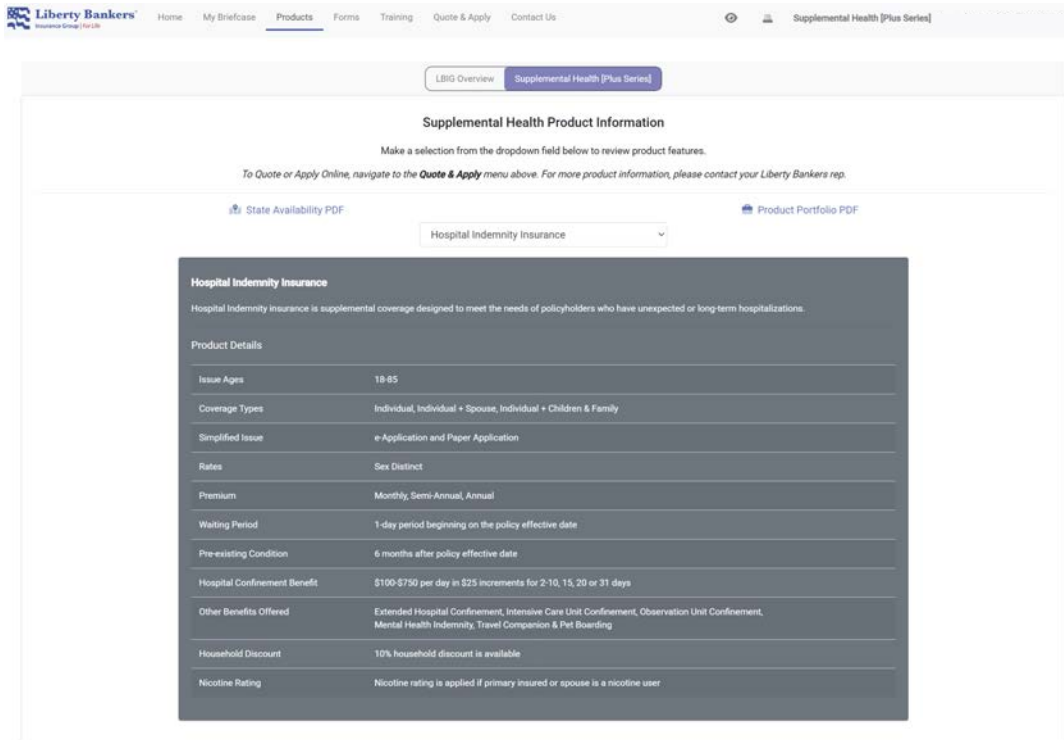 Liberty Bankers
Insurance Group | For Life
Home My Briefcase Products Forms Training Quote & Apply Contact Us Supplemental Health [Plus Series]
LBIG Overview Supplemental Health [Plus Series]
Supplemental Health Product Information
Make a selection from the dropdown field below to review product features.
To Quote or Apply Online, navigate to the Quote & Apply menu above. For more product information, please contact your Liberty Bankers rep.
State Availability PDF Product Portfolio PDF
Hospital Indemnity Insurance
Hospital Indemnity Insurance
Hospital Indemnity insurance is supplemental coverage designed to meet the needs of policyholders who have unexpected or long-term hospitalizations.
Product Details
Issue Ages 18-85
Coverage Types Individual, Individual + Spouse, Individual + Children & Family
Simplified Issue e-Application and Paper Application
Rates Sex Distinct
Premium Monthly, Semi-Annual, Annual
Waiting Period 1-day period beginning on the policy effective date
Pre-existing Condition 6 months after policy effective date
Hospital Confinement Benefit $100-$750 per day in $25 increments for 2-10, 15, 20 or 31 days
Other Benefits Offered Extended Hospital Confinement, Intensive Care Unit Confinement, Observation Unit Confinement,
Mental Health Indemnity, Travel Companion & Pet Boarding
Household Discount 10% household discount is available
Nicotine Rating Nicotine rating is applied if primary insured or spouse is a nicotine user